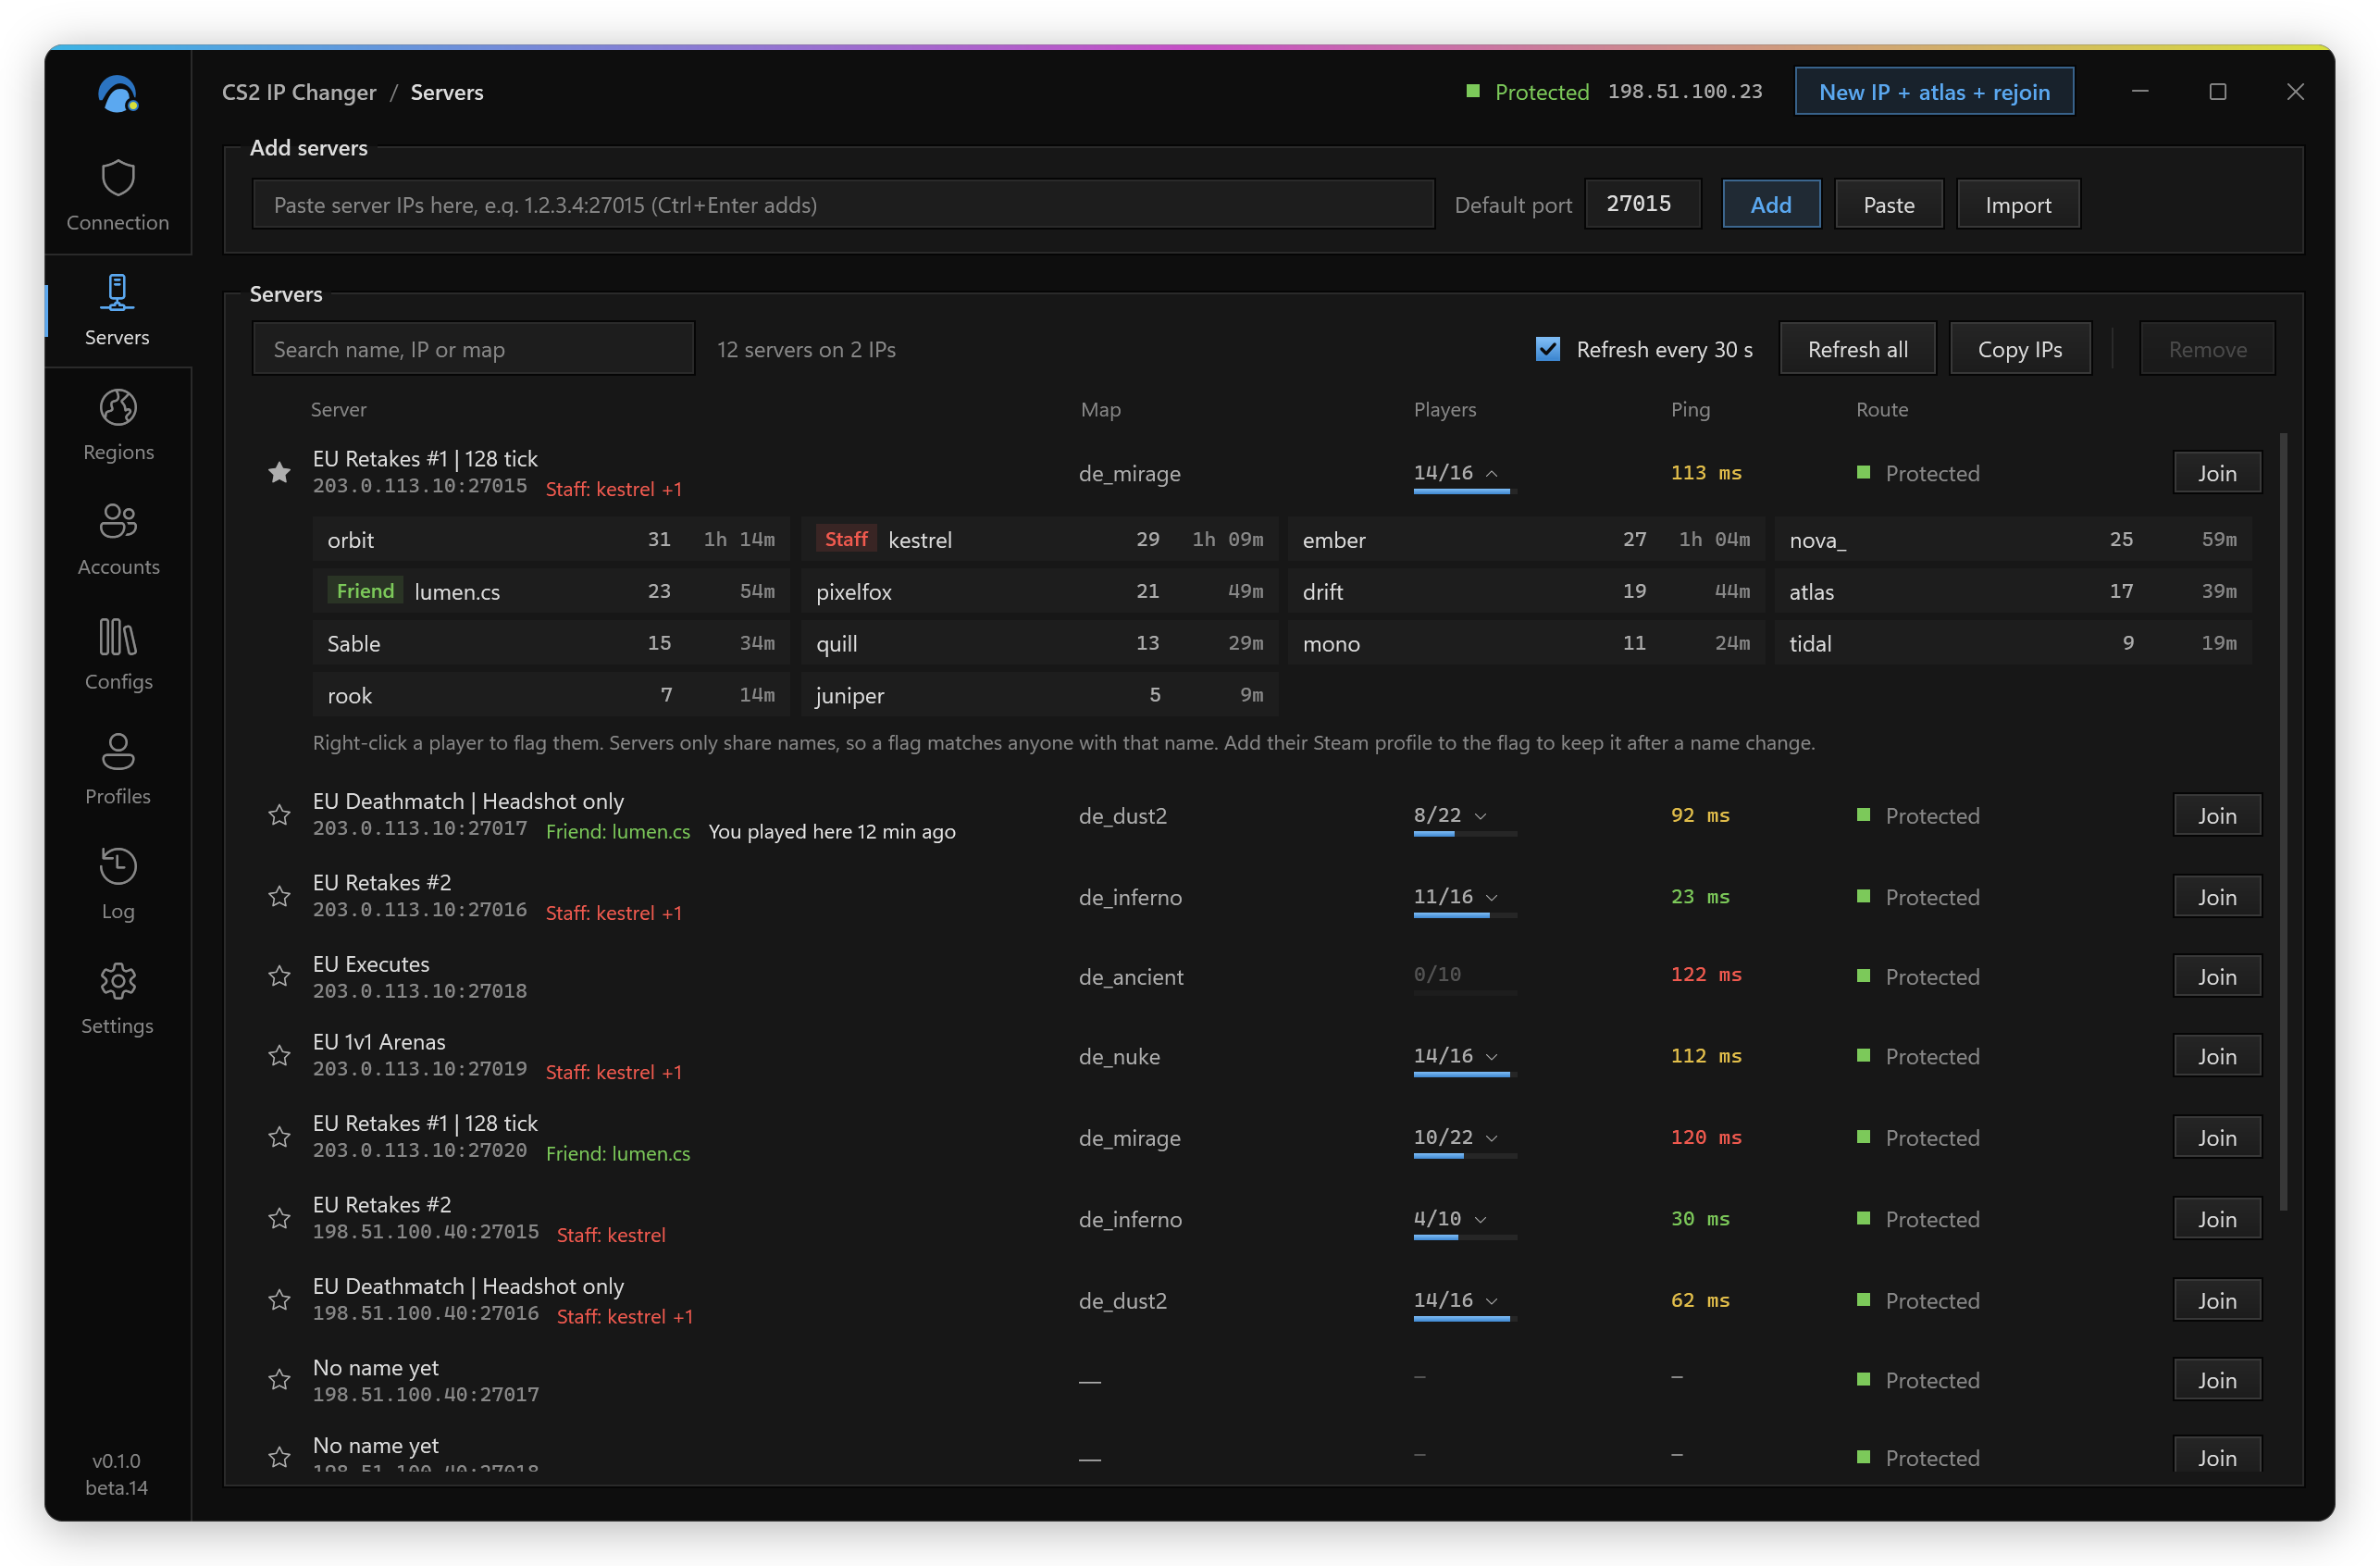 CS2 IP Changer / Servers
Protected 198.51.100.23 New IP + atlas + rejoin
Connection
Servers
Regions
Accounts
Configs
Profiles
Log
Settings
v0.1.0
beta.14
Add servers
Paste server IPs here, e.g. 1.2.3.4:27015 (Ctrl+Enter adds) Default port 27015 Add Paste Import
Servers
Search name, IP or map 12 servers on 2 IPs Refresh every 30 s Refresh all Copy IPs Remove
Server Map Players Ping Route
EU Retakes #1 | 128 tick
203.0.113.10:27015 Staff: kestrel +1 de_mirage 14/16 113 ms Protected Join
orbit 31 1h 14m Staff kestrel 29 1h 09m ember 27 1h 04m nova_ 25 59m
Friend lumen.cs 23 54m pixelfox 21 49m drift 19 44m atlas 17 39m
Sable 15 34m quill 13 29m mono 11 24m tidal 9 19m
rook 7 14m juniper 5 9m
Right-click a player to flag them. Servers only share names, so a flag matches anyone with that name. Add their Steam profile to the flag to keep it after a name change.
EU Deathmatch | Headshot only
203.0.113.10:27017 Friend: lumen.cs You played here 12 min ago de_dust2 8/22 92 ms Protected Join
EU Retakes #2
203.0.113.10:27016 Staff: kestrel +1 de_inferno 11/16 23 ms Protected Join
EU Executes
203.0.113.10:27018 de_ancient 0/10 122 ms Protected Join
EU 1v1 Arenas
203.0.113.10:27019 Staff: kestrel +1 de_nuke 14/16 112 ms Protected Join
EU Retakes #1 | 128 tick
203.0.113.10:27020 Friend: lumen.cs de_mirage 10/22 120 ms Protected Join
EU Retakes #2
198.51.100.40:27015 Staff: kestrel de_inferno 4/10 30 ms Protected Join
EU Deathmatch | Headshot only
198.51.100.40:27016 Staff: kestrel +1 de_dust2 14/16 62 ms Protected Join
No name yet
198.51.100.40:27017 — – – Protected Join
No name yet
— – – Protected Join